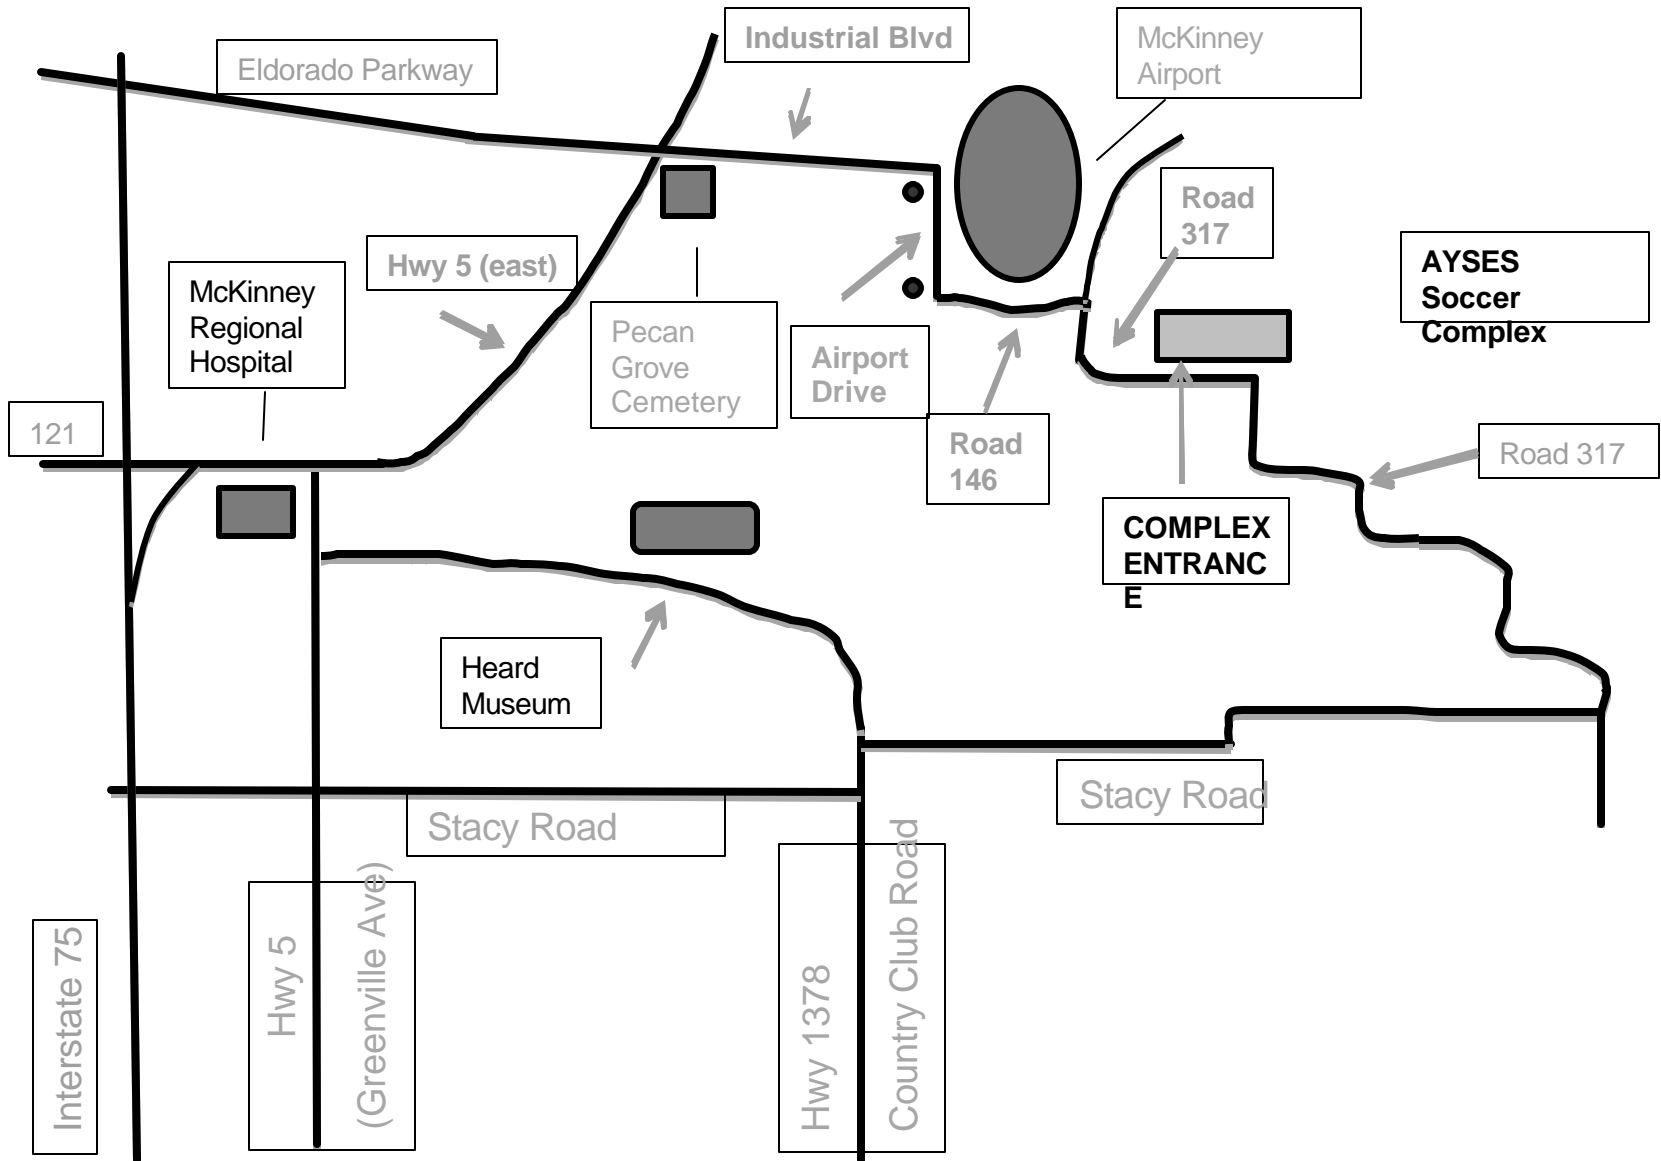 Industrial Blvd
McKinney
Airport
Eldorado Parkway
Road
317
AYSES
Soccer
Complex
Hwy 5 (east)
McKinney
Regional
Hospital
Pecan
Grove
Cemetery
Airport
Drive
121
Road
146
Road 317
COMPLEX
ENTRANC
E
Heard
Museum
Stacy Road
Stacy Road
Interstate 75
Hwy 5
(Greenville Ave)
Hwy 1378
Country Club Road